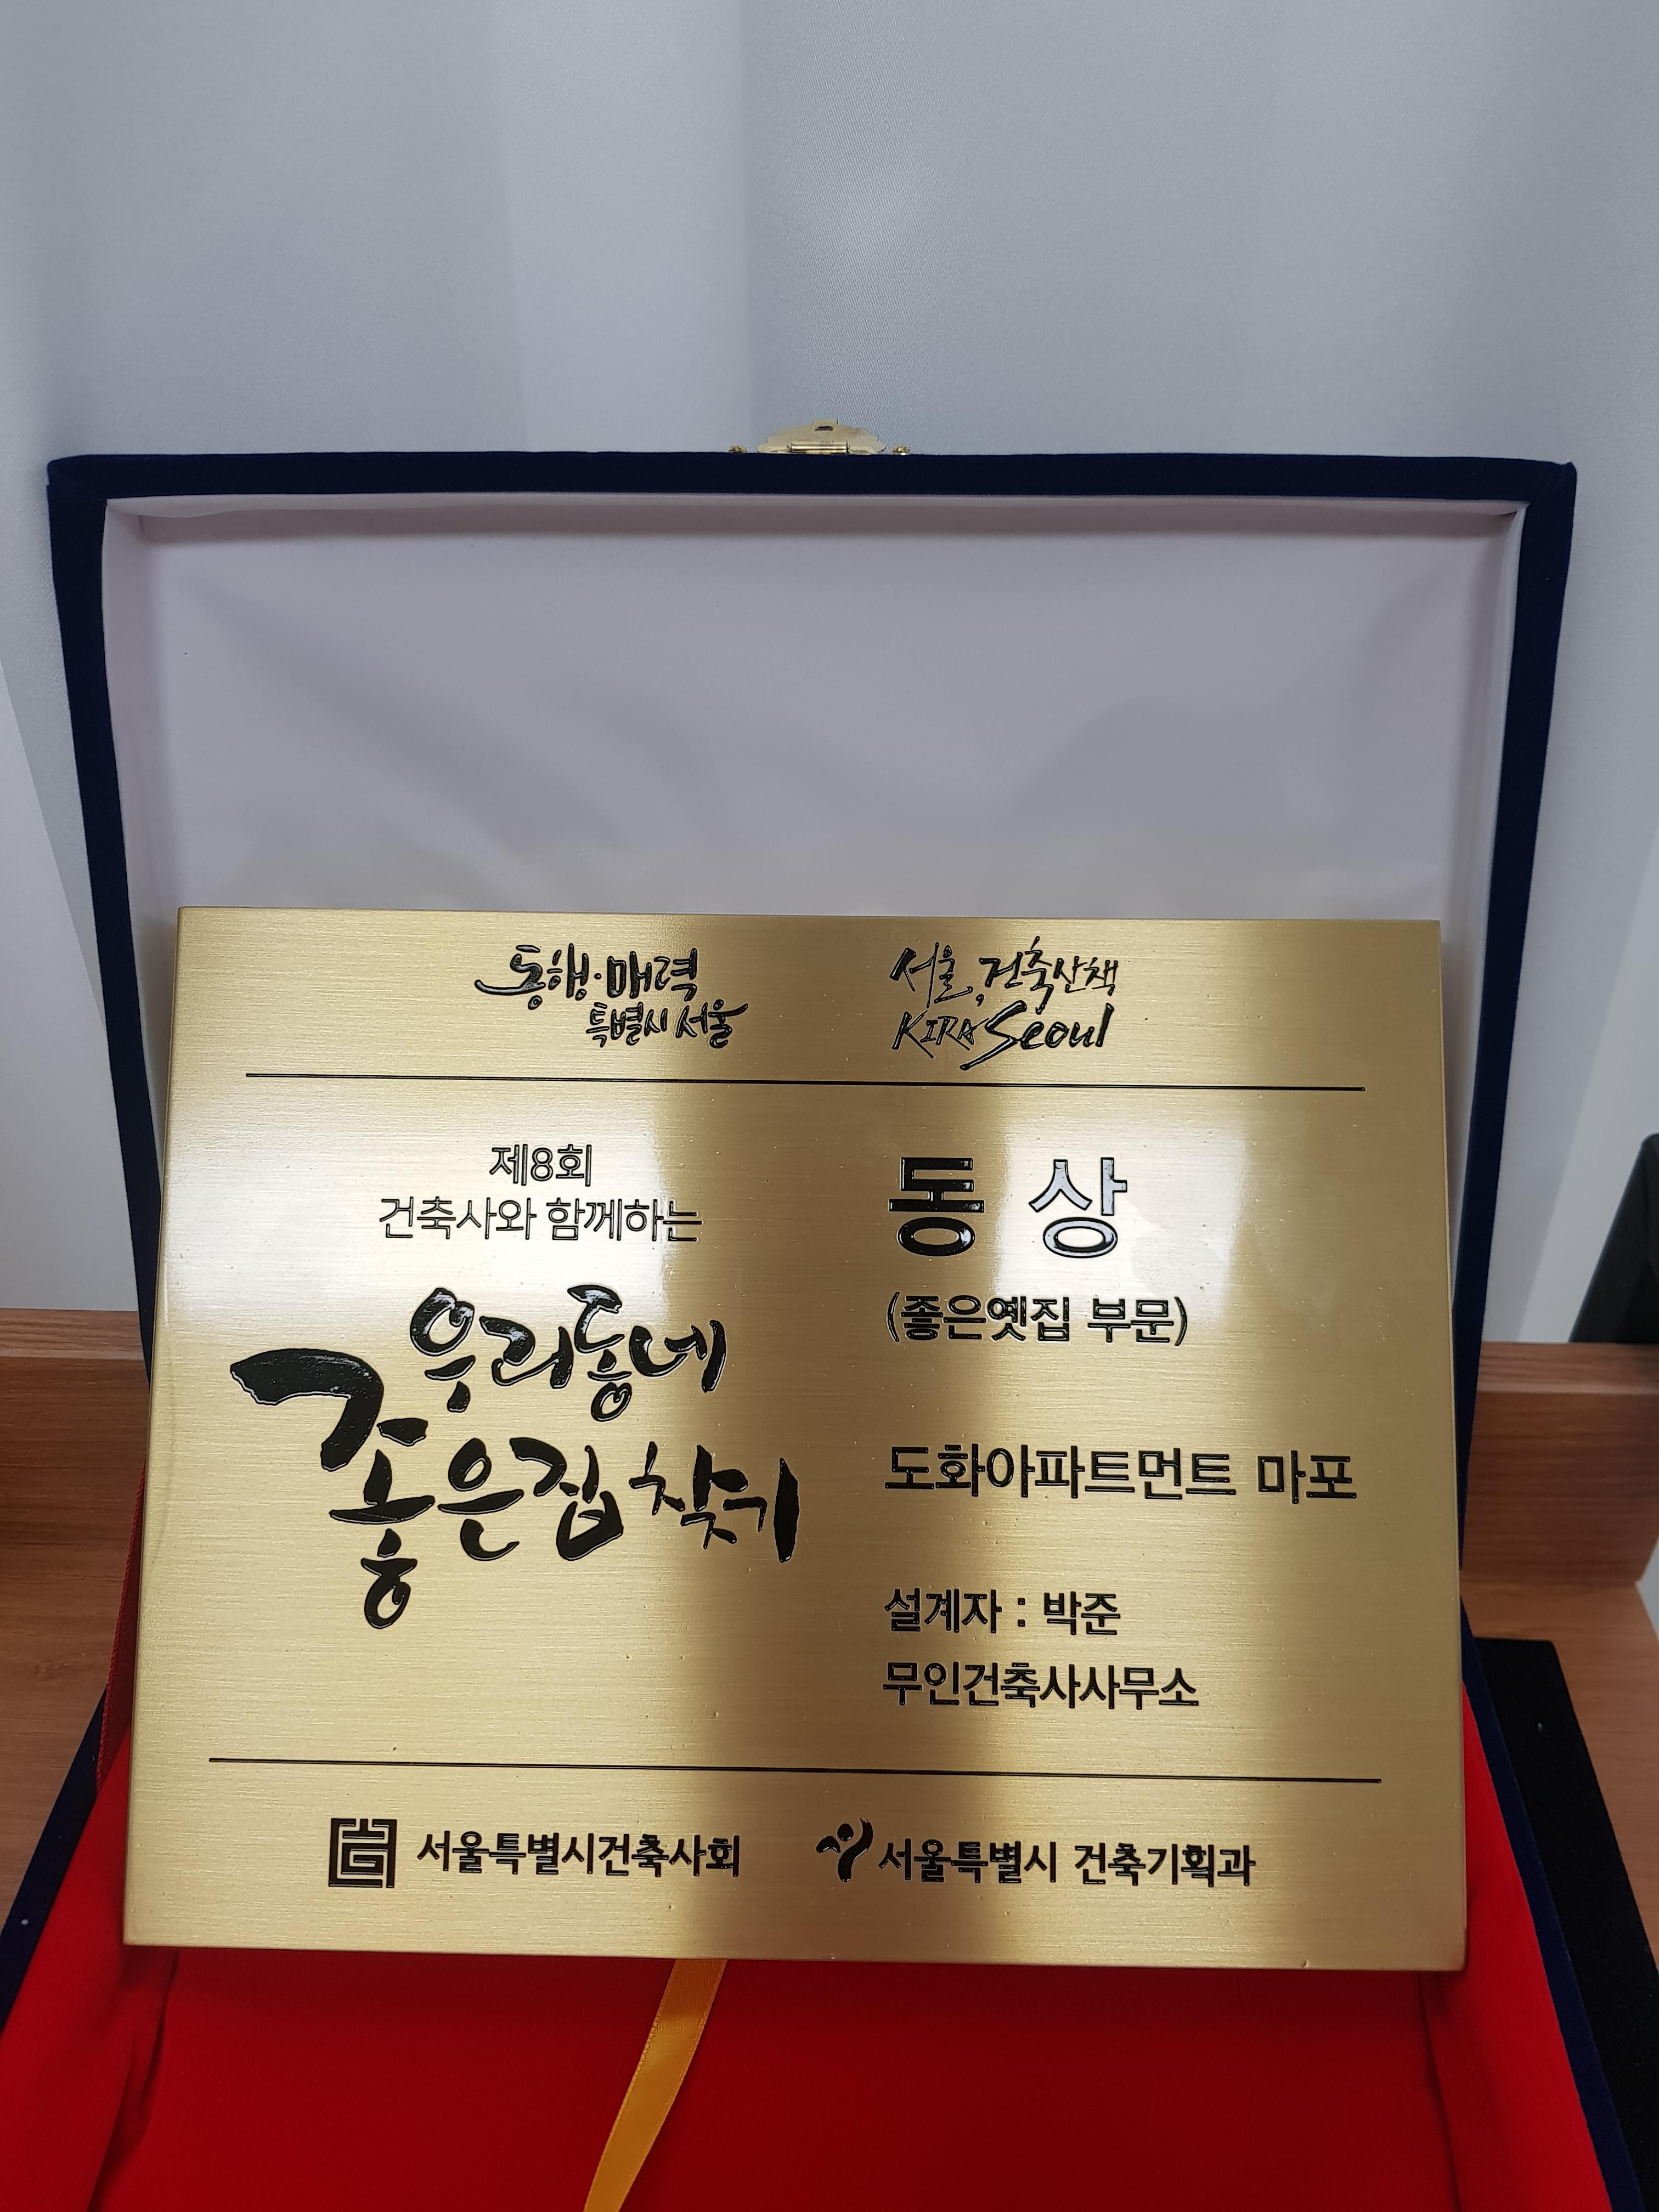 동행·매력
특별시 서울
서울, 건축산책
KIRA Seoul
제8회
건축사와 함께하는
우리동네
좋은집 찾기
동상
(좋은옛집 부문)
도화아파트먼트 마포
설계자 : 박준
무인건축사사무소
서울특별시건축사회
서울특별시 건축기획과